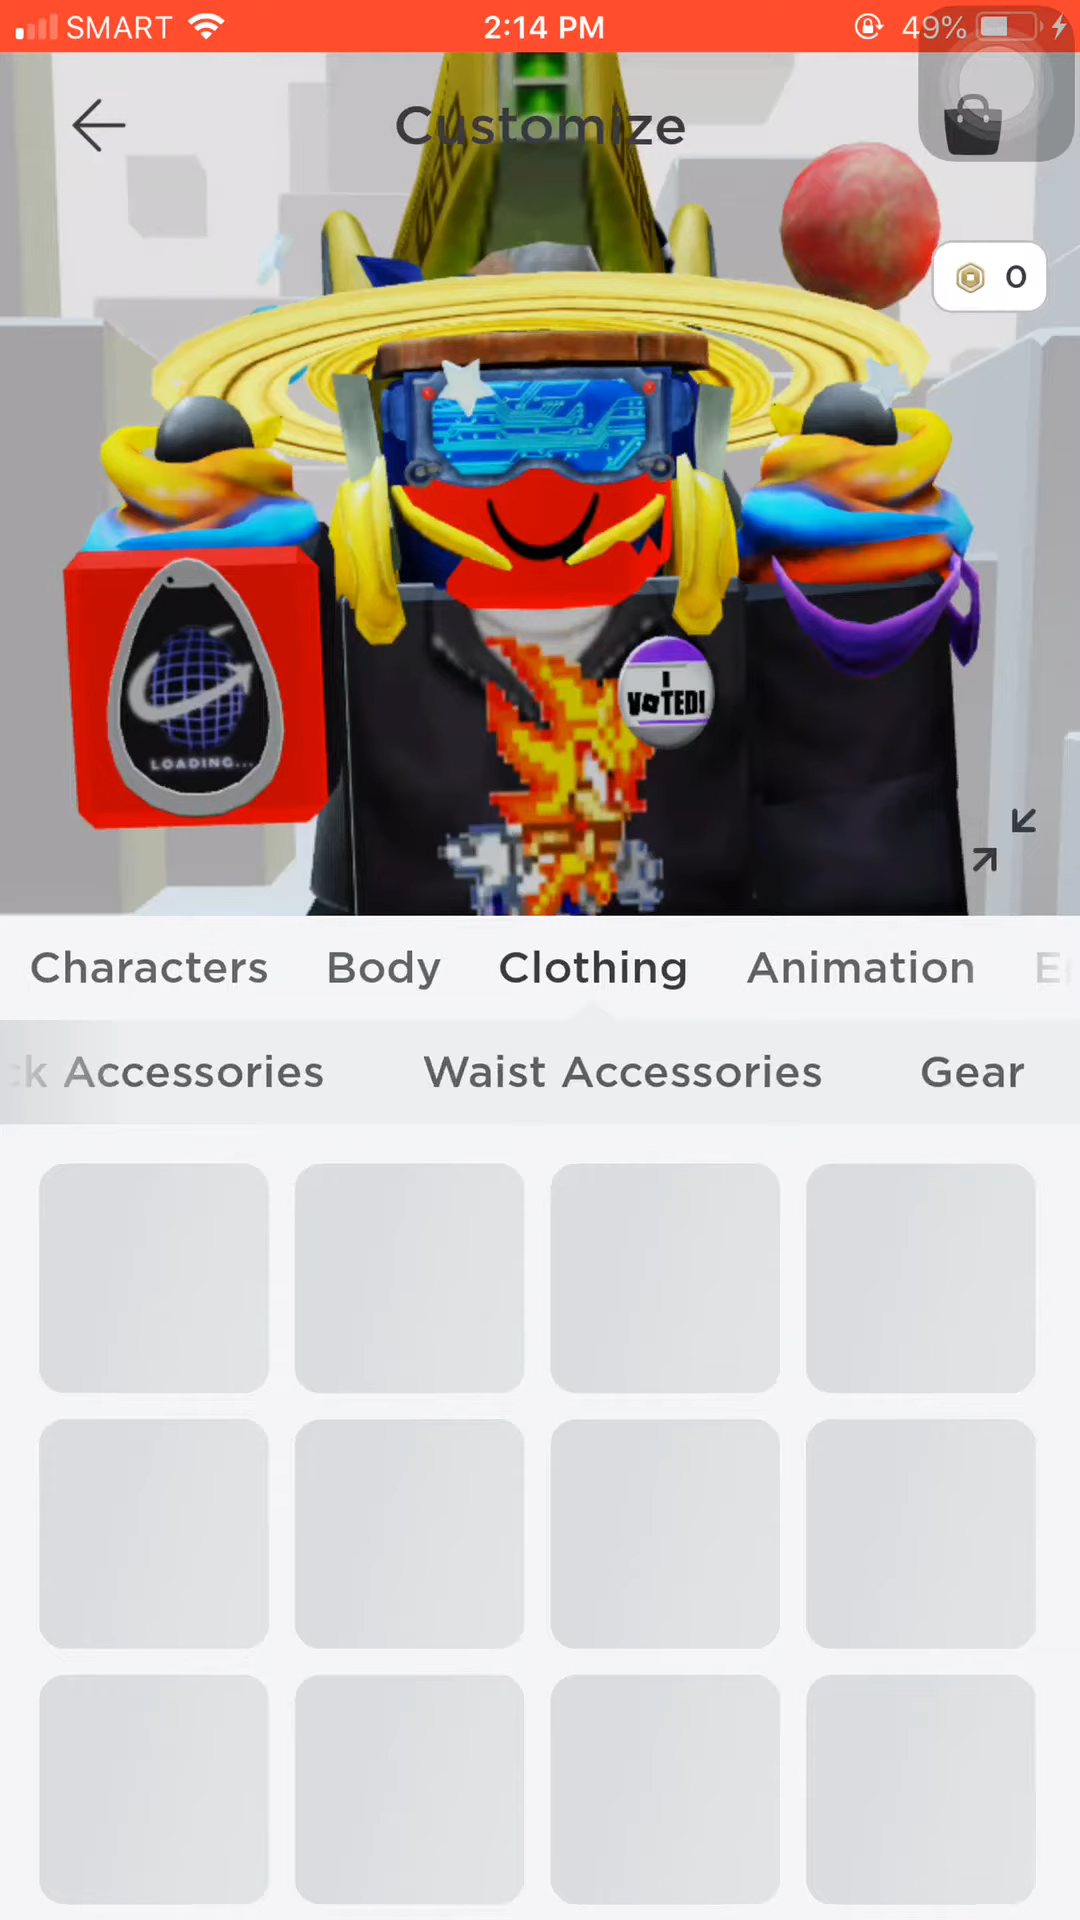 SMART 2:14 PM 49%
Customize
0
I
VOTED!
LOADING...
Characters Body Clothing Animation
Accessories Waist Accessories Gear